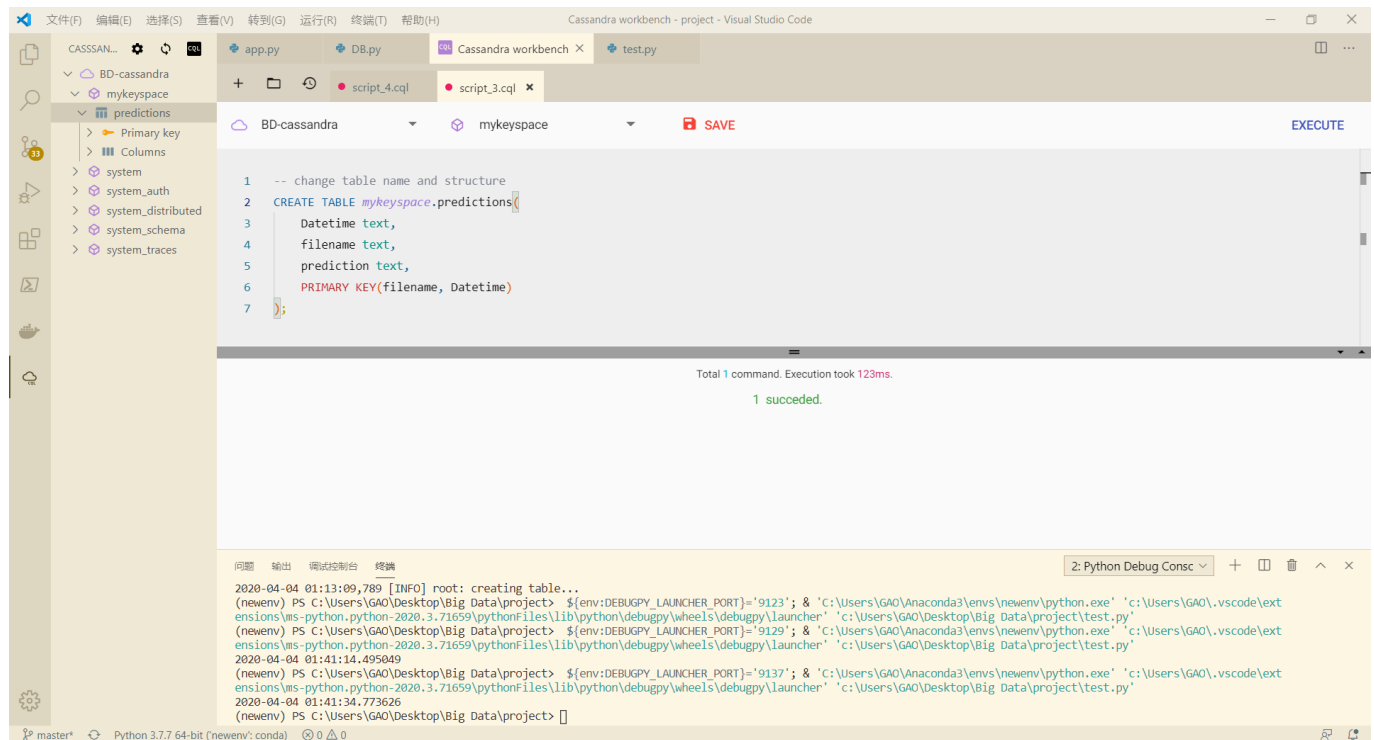 文件(F) 编辑(E) 选择(S) 查看(V) 转到(G) 运行(R) 终端(T) 帮助(H) Cassandra workbench - project - Visual Studio Code
CASSSAN... CQL
app.py DB.py CQL Cassandra workbench test.py
BD-cassandra
mykeyspace
predictions
Primary key
Columns
system
system_auth
system_distributed
system_schema
system_traces
33
script_4.cql script_3.cql
BD-cassandra mykeyspace SAVE EXECUTE
1 -- change table name and structure
2 CREATE TABLE mykeyspace.predictions(
3 Datetime text,
4 filename text,
5 prediction text,
6 PRIMARY KEY(filename, Datetime)
7 );
Total 1 command. Execution took 123ms.
1 succeded.
问题 输出 调试控制台 终端 2: Python Debug Consc
2020-04-04 01:13:09,789 [INFO] root: creating table...
(newenv) PS C:\Users\GAO\Desktop\Big Data\project> ${env:DEBUGPY_LAUNCHER_PORT}='9123'; & 'C:\Users\GAO\Anaconda3\envs\newenv\python.exe' 'c:\Users\GAO\.vscode\ext
ensions\ms-python.python-2020.3.71659\pythonFiles\lib\python\debugpy\wheels\debugpy\launcher' 'c:\Users\GAO\Desktop\Big Data\project\test.py'
(newenv) PS C:\Users\GAO\Desktop\Big Data\project> ${env:DEBUGPY_LAUNCHER_PORT}='9129'; & 'C:\Users\GAO\Anaconda3\envs\newenv\python.exe' 'c:\Users\GAO\.vscode\ext
ensions\ms-python.python-2020.3.71659\pythonFiles\lib\python\debugpy\wheels\debugpy\launcher' 'c:\Users\GAO\Desktop\Big Data\project\test.py'
2020-04-04 01:41:14.495049
(newenv) PS C:\Users\GAO\Desktop\Big Data\project> ${env:DEBUGPY_LAUNCHER_PORT}='9137'; & 'C:\Users\GAO\Anaconda3\envs\newenv\python.exe' 'c:\Users\GAO\.vscode\ext
ensions\ms-python.python-2020.3.71659\pythonFiles\lib\python\debugpy\wheels\debugpy\launcher' 'c:\Users\GAO\Desktop\Big Data\project\test.py'
2020-04-04 01:41:34.773626
(newenv) PS C:\Users\GAO\Desktop\Big Data\project>
master* Python 3.7.7 64-bit ('newenv': conda) 0 0